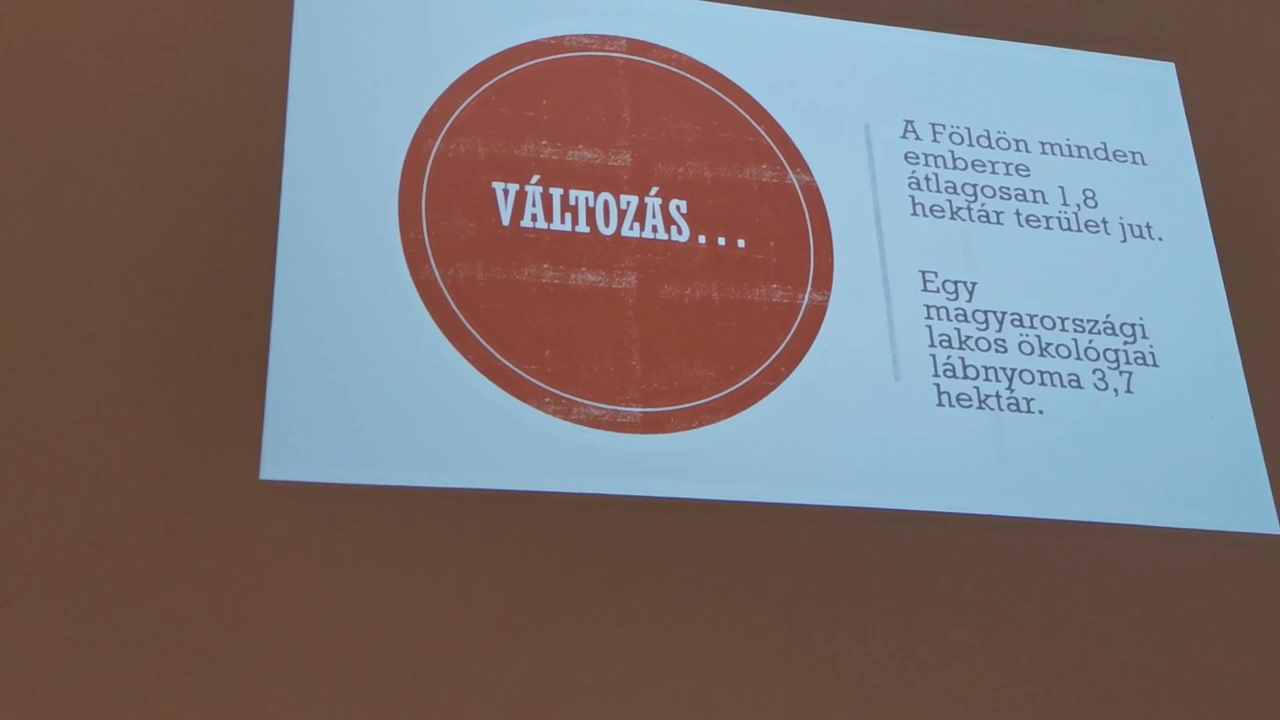 VÁLTOZÁS...
A Földön minden
emberre
átlagosan 1,8
hektár terület jut.
Egy
magyarországi
lakos ökológiai
lábnyoma 3,7
hektár.